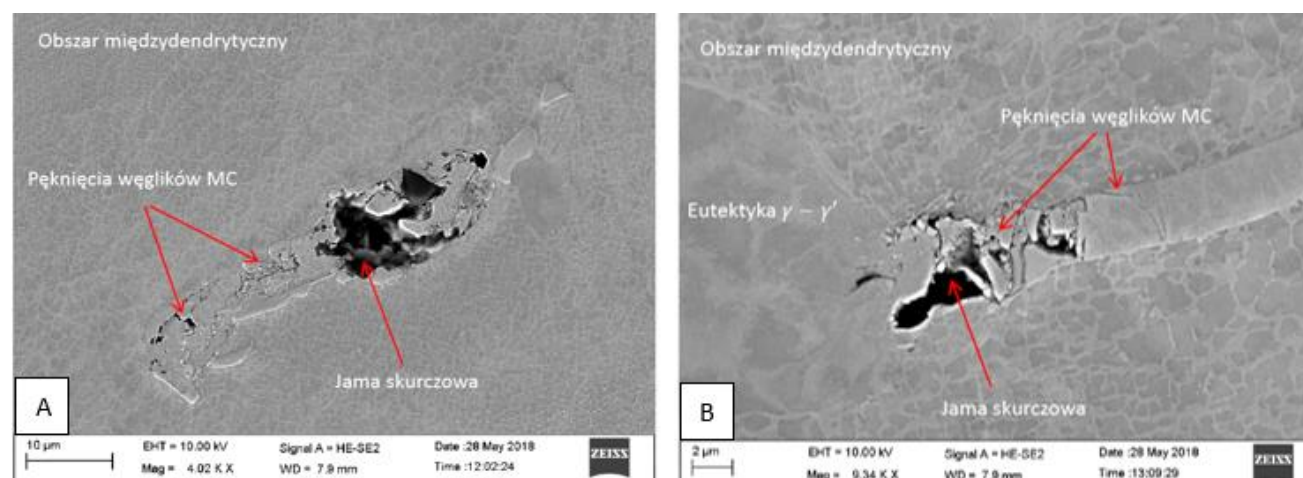 Obszar międzydendrytyczny
Pęknięcia węglików MC
Jama skurczowa
A
10 µm
EHT = 10.00 kV
Signal A = HE-SE2
Date :28 May 2018
Mag = 4.02 K X
WD = 7.9 mm
Time :12:02:24
ZEISS
Obszar międzydendrytyczny
Pęknięcia węglików MC
Eutektyka γ − γ′
Jama skurczowa
B
2 µm
EHT = 10.00 kV
Signal A = HE-SE2
Date :28 May 2018
Mag = 9.34 K X
WD = 7.9 mm
Time :13:09:29
ZEISS